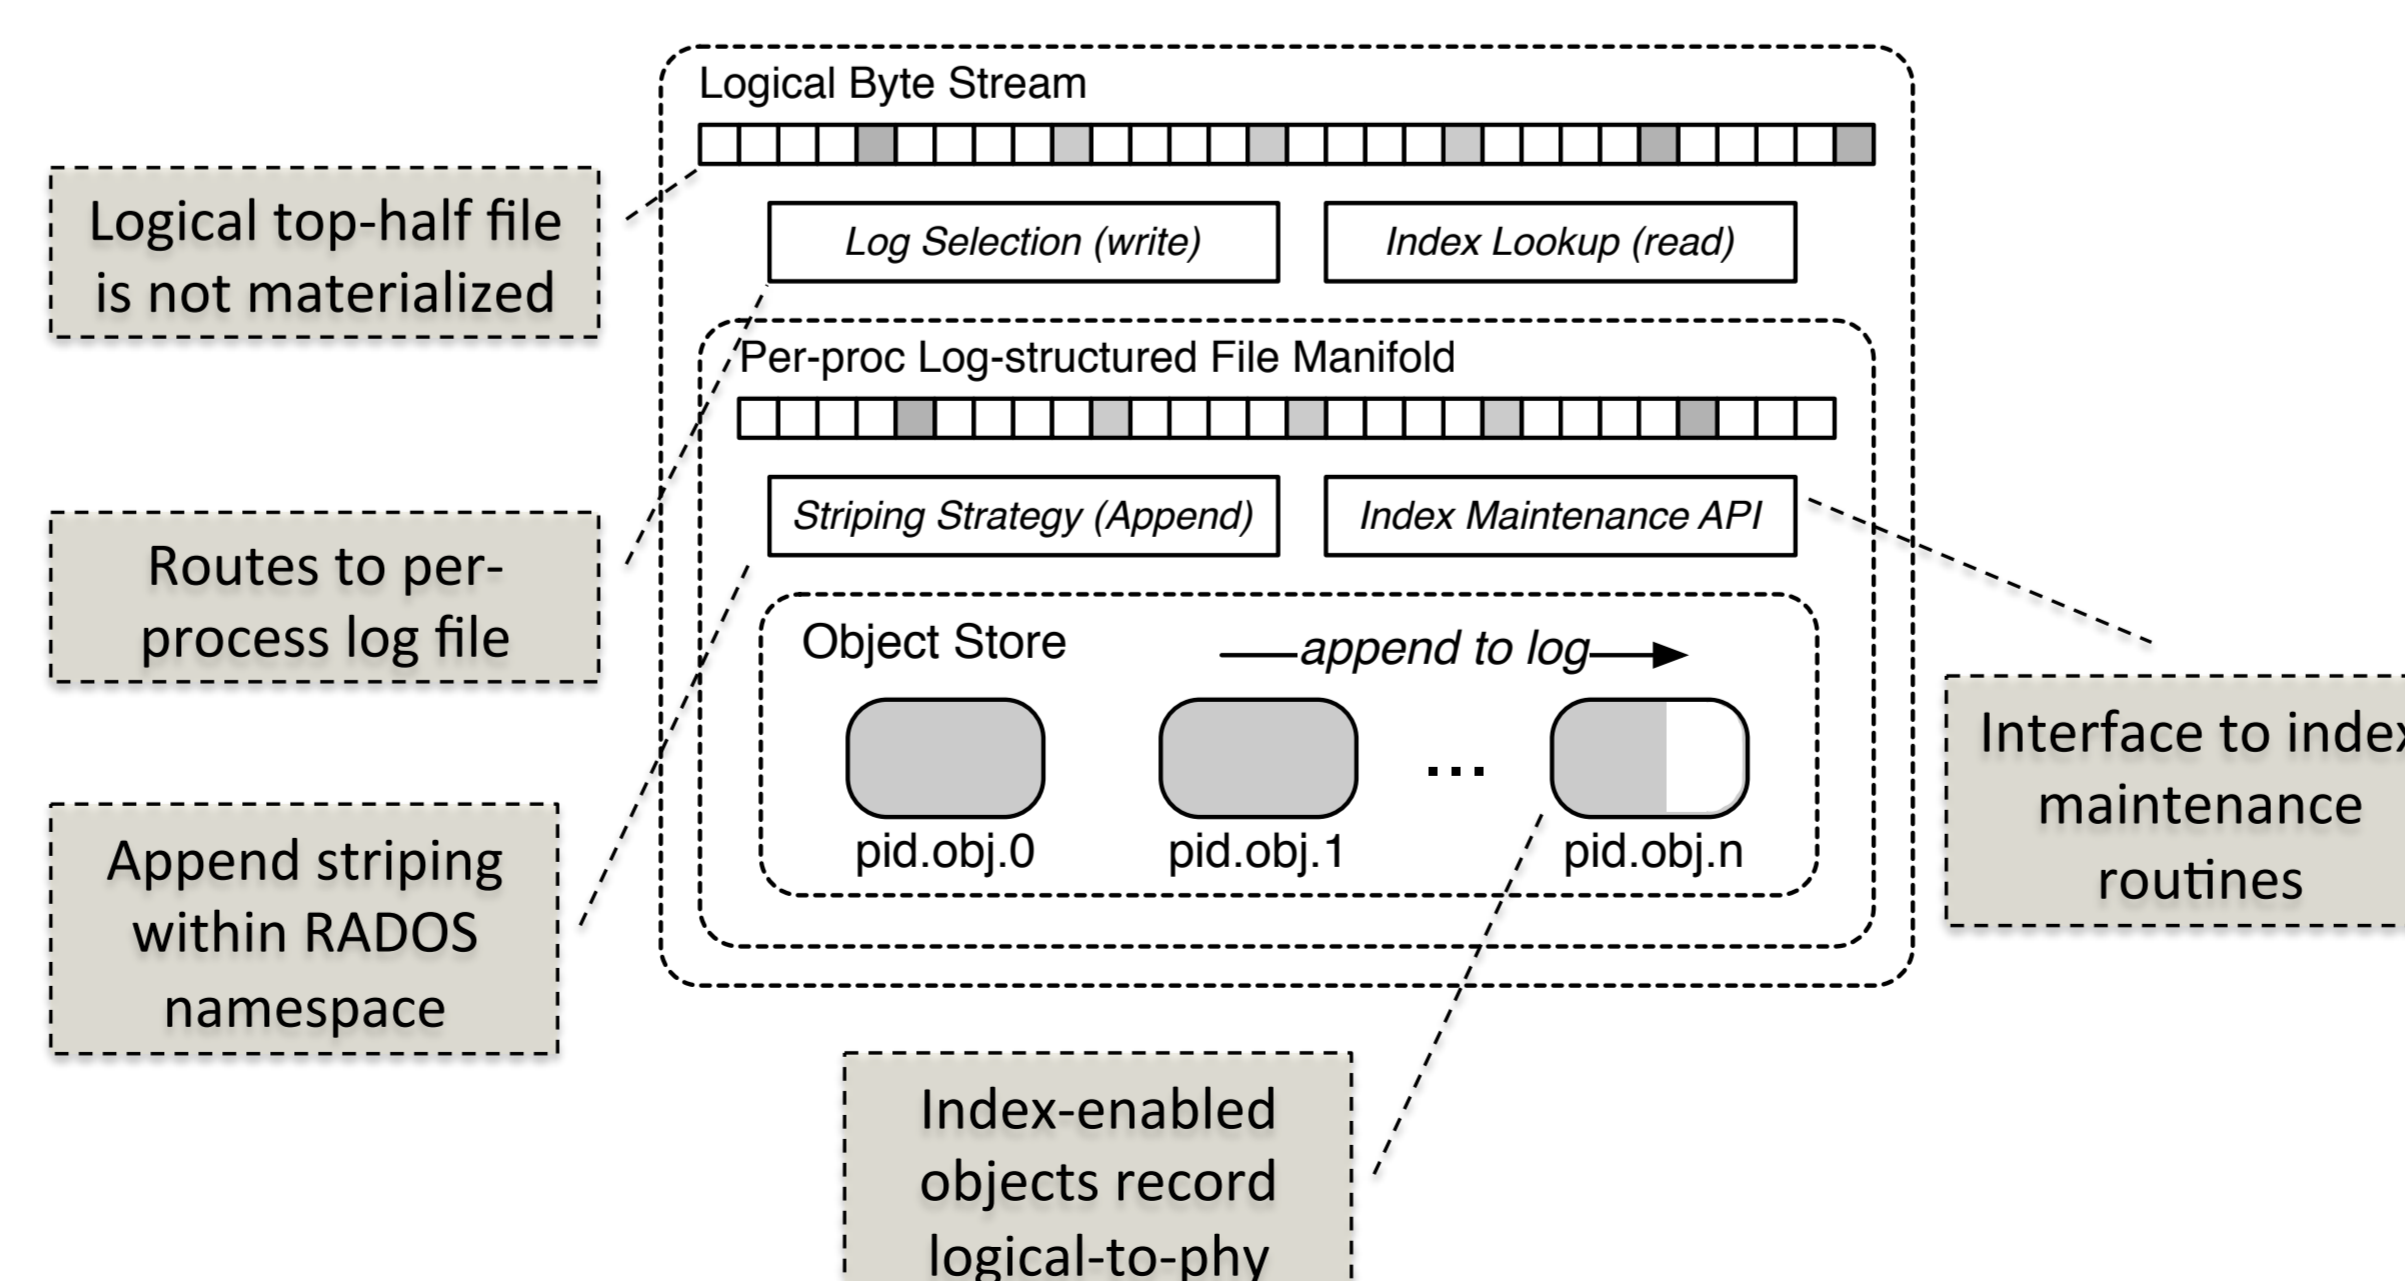 Logical Byte Stream
Logical top-half file
is not materialized
Log Selection (write)
Index Lookup (read)
Per-proc Log-structured File Manifold
Routes to per-
process log file
Striping Strategy (Append)
Index Maintenance API
Object Store
append to log
...
pid.obj.0
pid.obj.1
pid.obj.n
Append striping
within RADOS
namespace
Interface to index
maintenance
routines
Index-enabled
objects record
logical-to-phy